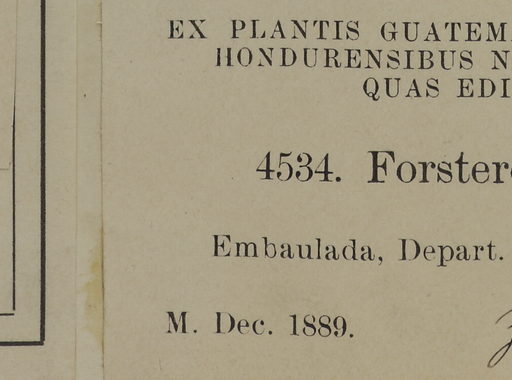 EX PLANTIS GUATEM
HONDURENSIBUS N
QUAS EDI
4534. Forster
Embaulada, Depart.
M. Dec. 1889.